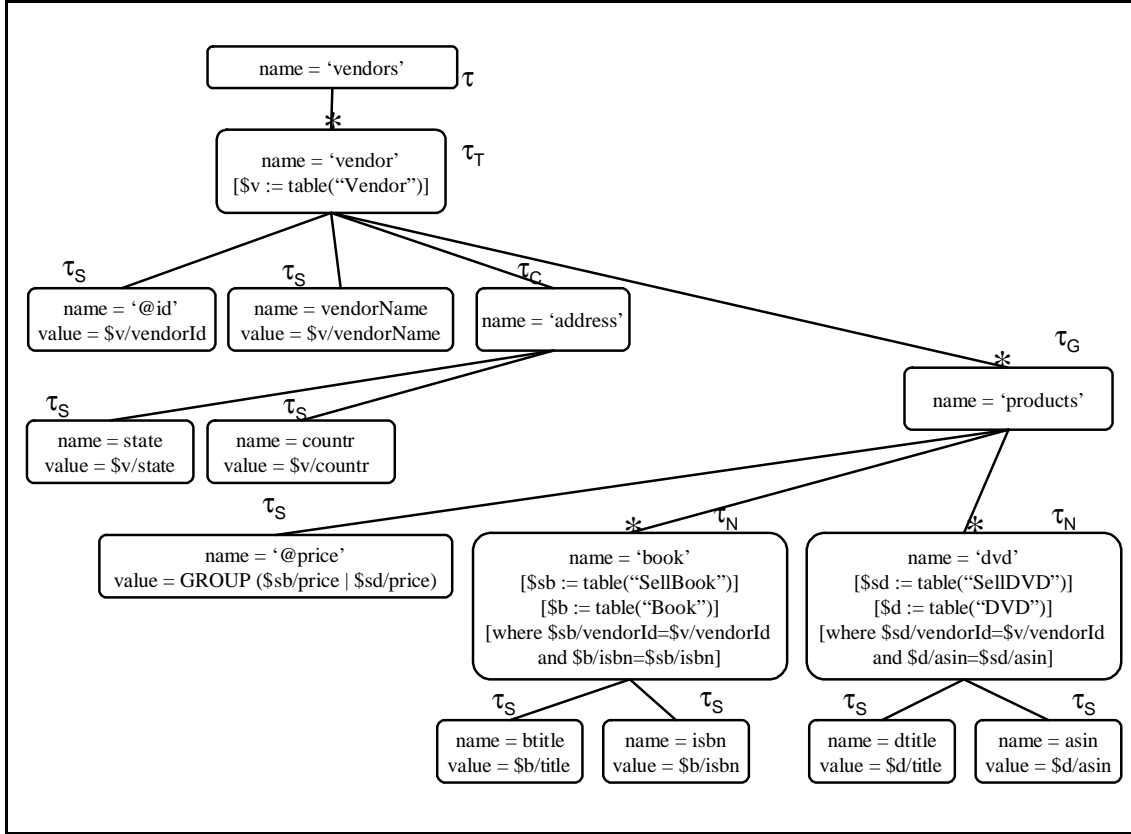 name = ‘vendors’
τ
*
name = ‘vendor’
[$v := table(“Vendor”)]
τT
τS
name = ‘@id’
value = $v/vendorId
τS
name = vendorName
value = $v/vendorName
τC
name = ‘address’
*
τG
name = ‘products’
τS
name = state
value = $v/state
τS
name = countr
value = $v/countr
τS
name = ‘@price’
value = GROUP ($sb/price | $sd/price)
*
τN
name = ‘book’
[$sb := table(“SellBook”)]
[$b := table(“Book”)]
[where $sb/vendorId=$v/vendorId
and $b/isbn=$sb/isbn]
*
τN
name = ‘dvd’
[$sd := table(“SellDVD”)]
[$d := table(“DVD”)]
[where $sd/vendorId=$v/vendorId
and $d/asin=$sd/asin]
τS
name = btitle
value = $b/title
τS
name = isbn
value = $b/isbn
τS
name = dtitle
value = $d/title
τS
name = asin
value = $d/asin